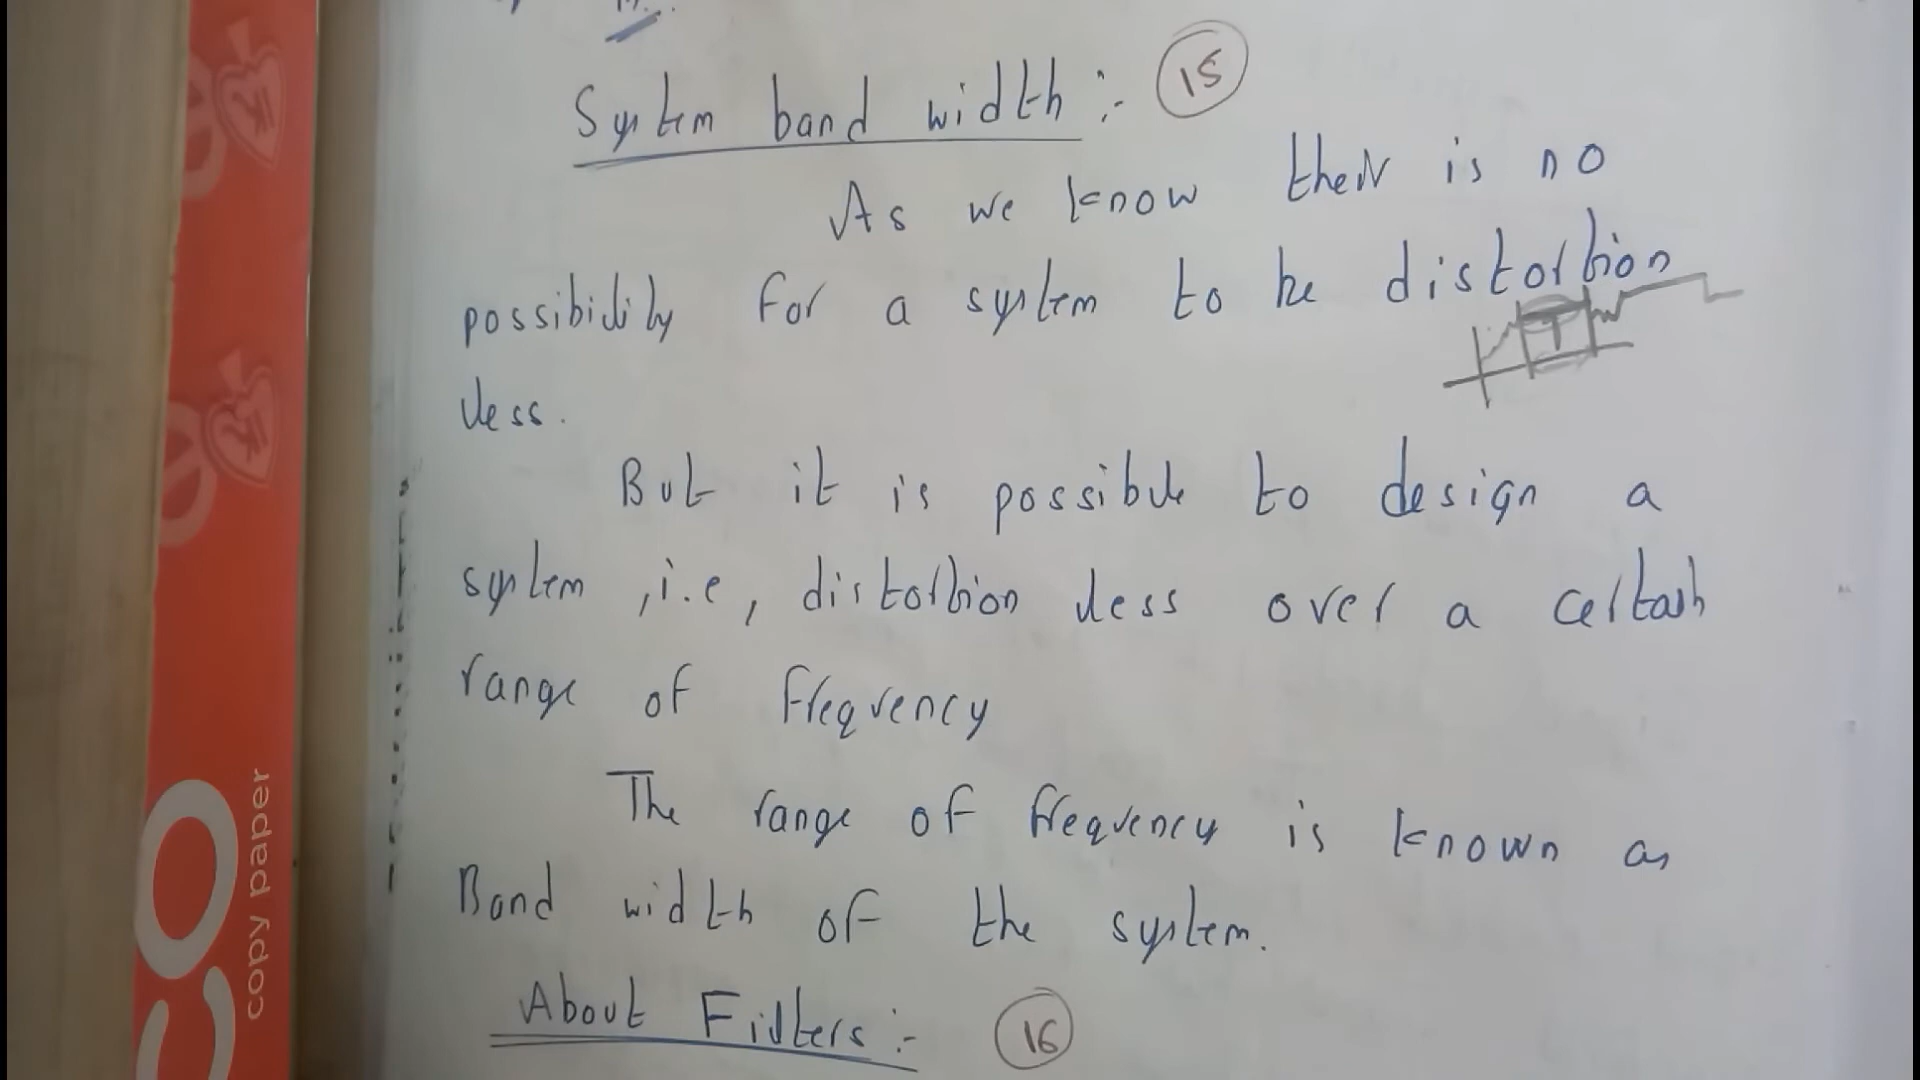 System band width :- 15
As we know there is no
possibility for a system to be distortion
less.
But it is possible to design a
system , i.e , distortion less over a certain
range of frequency
The range of frequency is known as
Band width of the system.
About Filters :- 16
copy paper